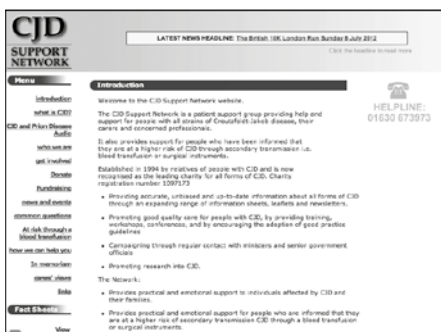 CJD
SUPPORT
NETWORK
LATEST NEWS HEADLINE: The British 10K London Run Sunday 8 July 2012
Click the headline to read more
Menu
introduction
what is CJD?
CJD and Prion Disease
Audio
who we are
get involved
Donate
Fundraising
news and events
common questions
At risk through a
blood transfusion
how we can help you
In memoriam
carers' views
links
Fact Sheets
View
Introduction
Welcome to the CJD Support Network website.
The CJD Support Network is a patient support group providing help and
support for people with all strains of Creutzfeldt-Jakob disease, their
carers and concerned professionals.
It also provides support for people who have been informed that
they are at a higher risk of CJD through secondary transmission i.e.
blood transfusion or surgical instruments.
Established in 1994 by relatives of people with CJD and is now
recognised as the leading charity for all forms of CJD. Charity
registration number 1097173
• Providing accurate, unbiased and up-to-date information about all forms of CJD
through an expanding range of information sheets, leaflets and newsletters.
• Promoting good quality care for people with CJD, by providing training,
workshops, conferences, and by encouraging the adoption of good practice
guidelines
• Campaigning through regular contact with ministers and senior government
officials
• Promoting research into CJD.
The Network:
• Provides practical and emotional support to individuals affected by CJD and
their families.
• Provides practical and emotional support for people who are informed that they
are at a higher risk of secondary transmission CJD through a blood transfusion
or surgical instruments.
HELPLINE:
01630 673973